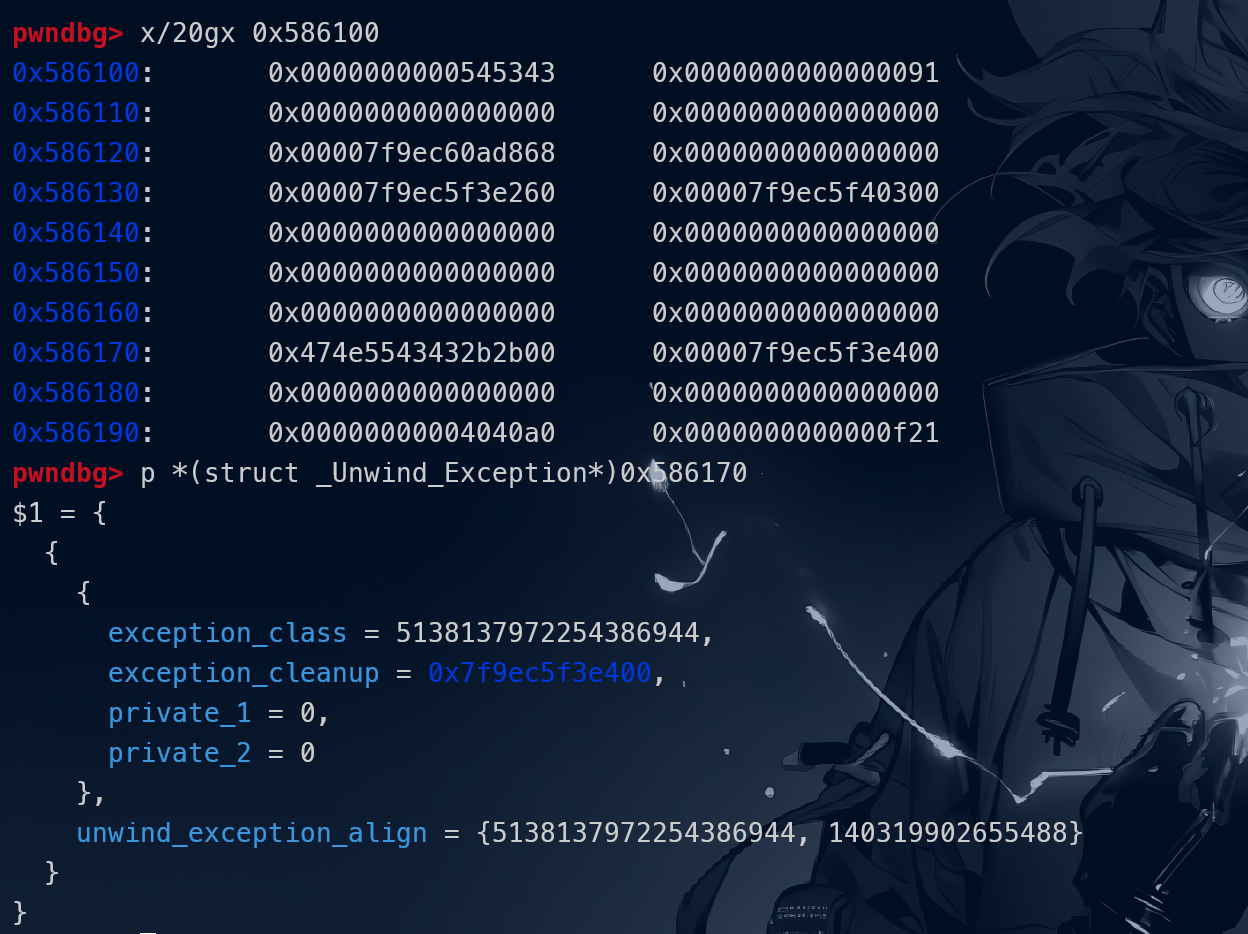 pwndbg> x/20gx 0x586100
0x586100:       0x0000000000545343      0x0000000000000091
0x586110:       0x0000000000000000      0x0000000000000000
0x586120:       0x00007f9ec60ad868      0x0000000000000000
0x586130:       0x00007f9ec5f3e260      0x00007f9ec5f40300
0x586140:       0x0000000000000000      0x0000000000000000
0x586150:       0x0000000000000000      0x0000000000000000
0x586160:       0x0000000000000000      0x0000000000000000
0x586170:       0x474e5543432b2b00      0x00007f9ec5f3e400
0x586180:       0x0000000000000000      0x0000000000000000
0x586190:       0x00000000004040a0      0x0000000000000f21
pwndbg> p *(struct _Unwind_Exception*)0x586170
$1 = {
  {
    {
      exception_class = 5138137972254386944,
      exception_cleanup = 0x7f9ec5f3e400,
      private_1 = 0,
      private_2 = 0
    },
    unwind_exception_align = {5138137972254386944, 140319902655488}
  }
}